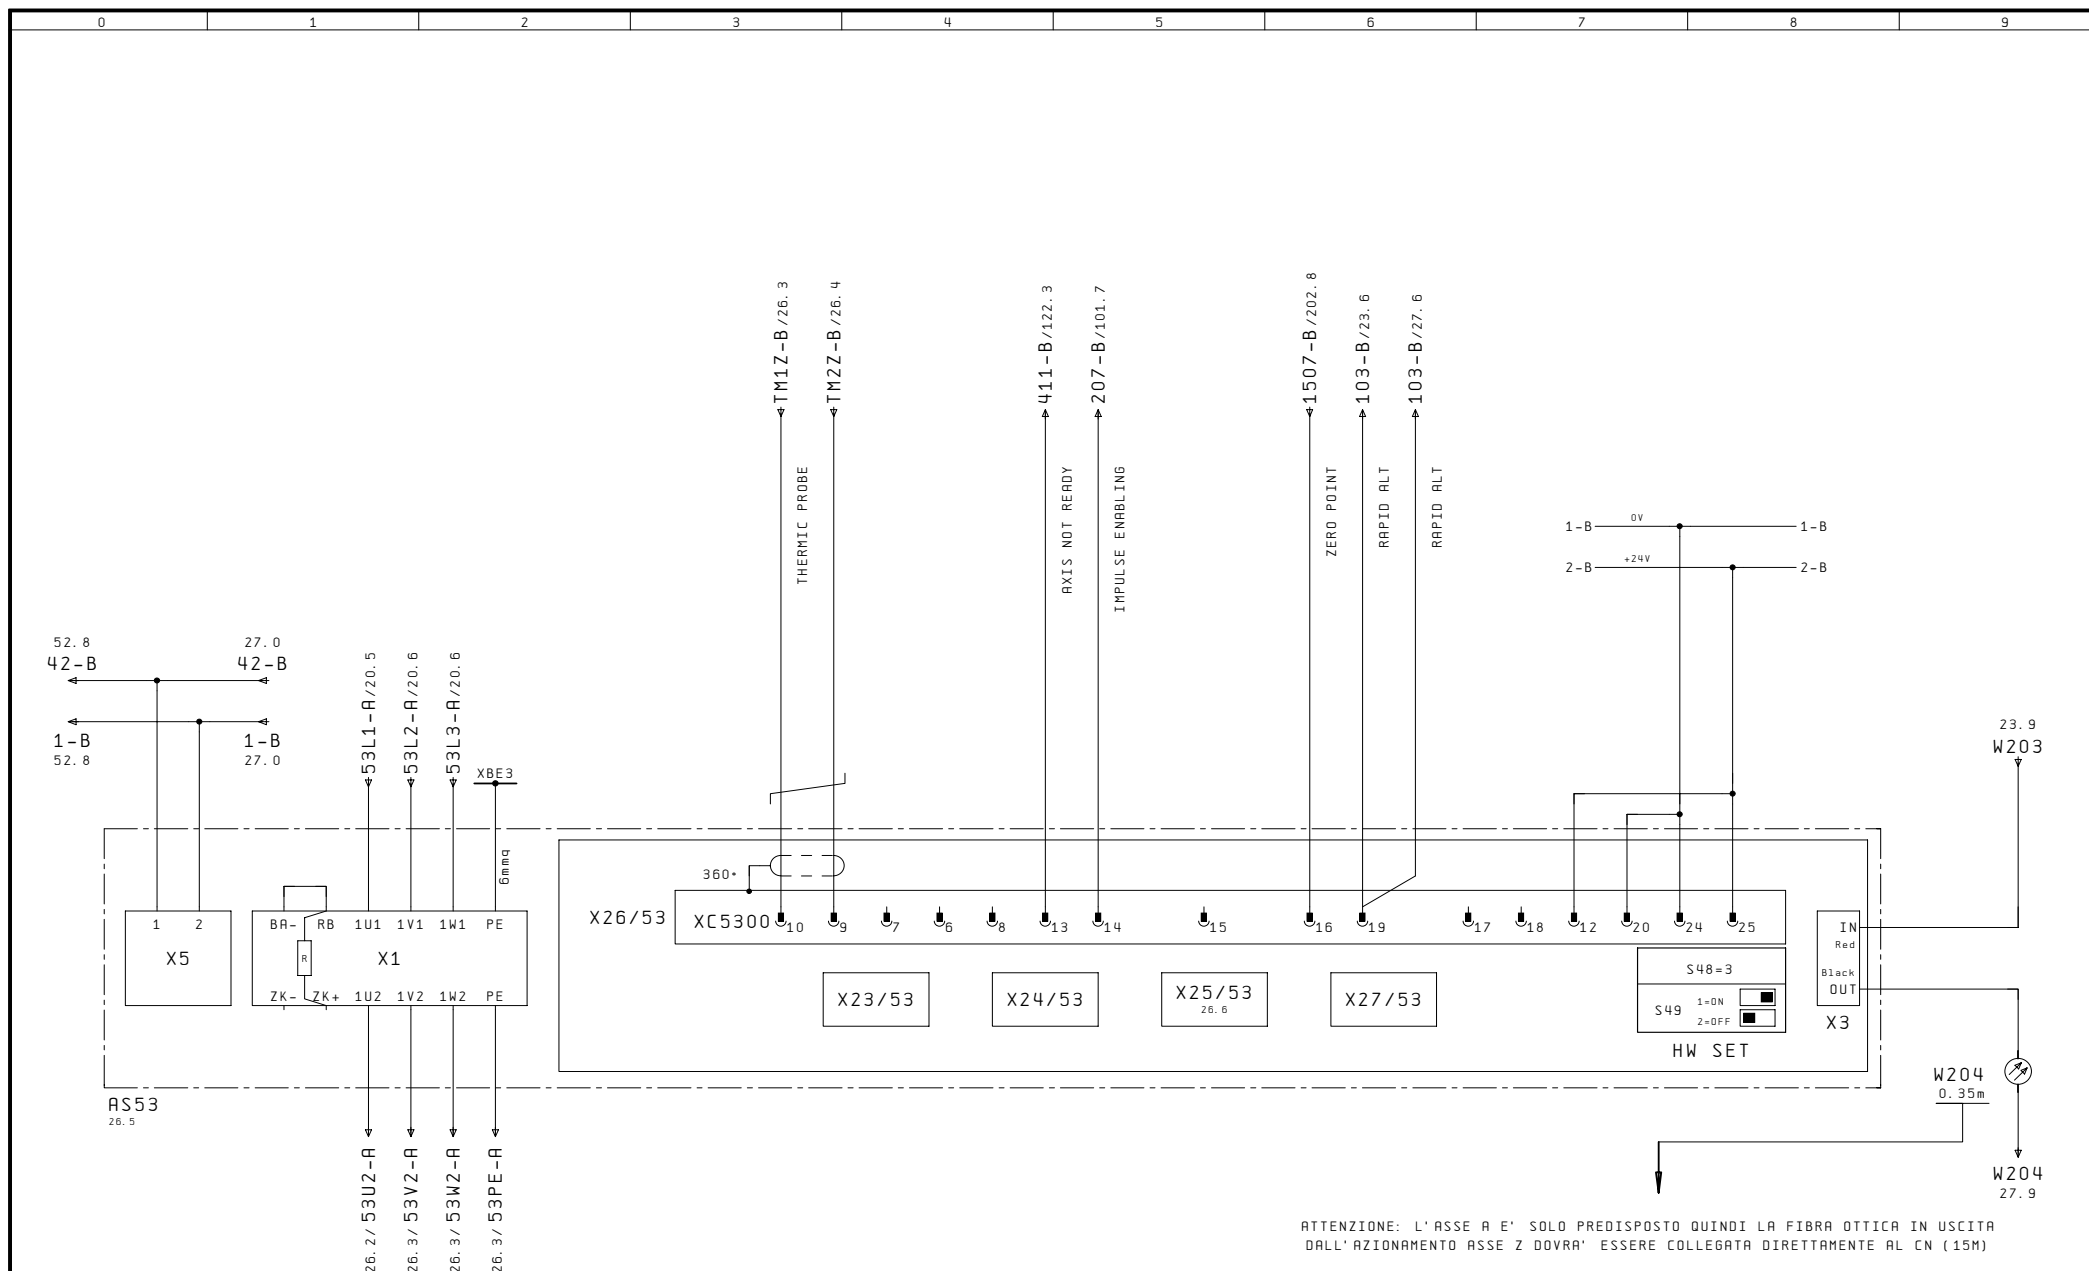 0 1 2 3 4 5 6 7 8 9
TM1Z-B/26.3
TM2Z-B/26.4
411-B/122.3
207-B/101.7
1507-B/202.8
103-B/23.6
103-B/27.6
THERMIC PROBE
AXIS NOT READY
IMPULSE ENABLING
ZERO POINT
RAPID ALT
RAPID ALT
1-B 0V 1-B
2-B +24V 2-B
52.8 27.0
42-B 42-B
1-B 1-B
52.8 27.0
53L1-A/20.5
53L2-A/20.6
53L3-A/20.6
XBE3
6mmq
23.9
W203
360°
X26/53
XC5300
10 9 7 6 8 13 14 15 16 19 17 18 12 20 24 25
1 2
X5
BA- RB 1U1 1V1 1W1 PE
R
X1
ZK- ZK+ 1U2 1V2 1W2 PE
X23/53
X24/53
X25/53
26.6
X27/53
S48=3
S49
1=ON
2=OFF
HW SET
IN
Red
Black
OUT
X3
W204
0.35m
AS53
26.5
26.2/53U2-A
26.3/53V2-A
26.3/53W2-A
26.3/53PE-A
W204
27.9
ATTENZIONE: L'ASSE A E' SOLO PREDISPOSTO QUINDI LA FIBRA OTTICA IN USCITA
DALL'AZIONAMENTO ASSE Z DOVRA' ESSERE COLLEGATA DIRETTAMENTE AL CN (15M)